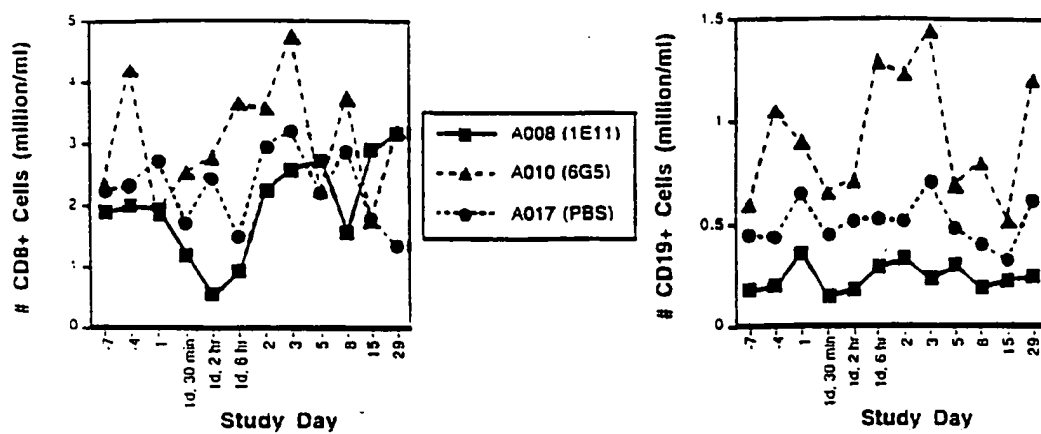 # CD8+ Cells (million/ml)
5
4
3
2
1
0
-7
-4
1
1d, 30 min
1d, 2 hr
1d, 6 hr
2
3
5
8
15
29
Study Day
A008 (1E11)
A010 (6G5)
A017 (PBS)
# CD19+ Cells (million/ml)
1.5
1
0.5
0
-7
-4
1
1d, 30 min
1d, 2 hr
1d, 6 hr
2
3
5
8
15
29
Study Day